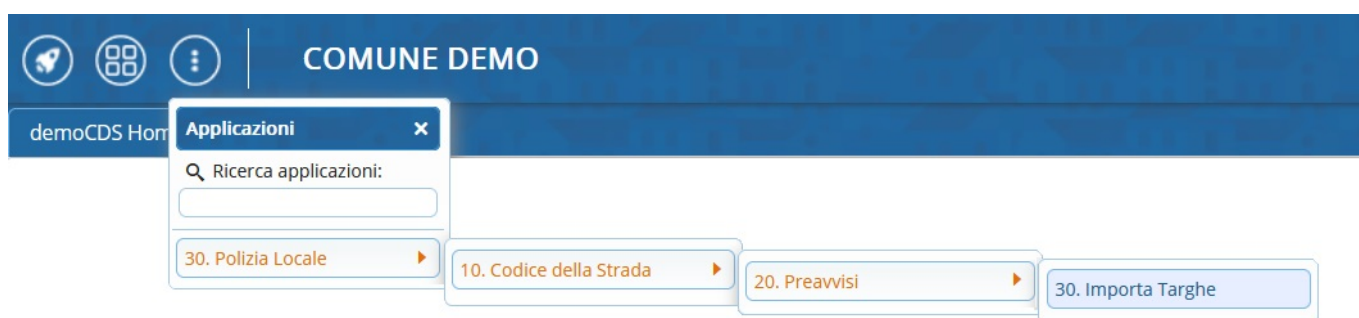 COMUNE DEMO
demoCDS Hom
Applicazioni ×
Ricerca applicazioni:
30. Polizia Locale
10. Codice della Strada
20. Preavvisi
30. Importa Targhe